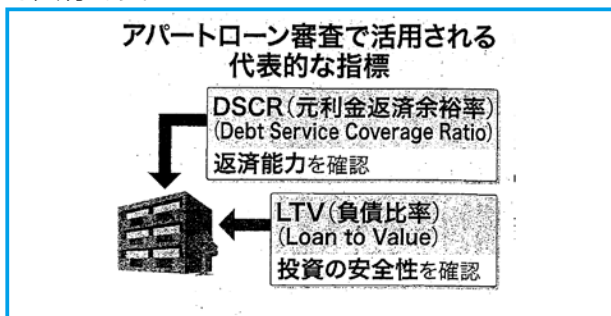 アパートローン審査で活用される
代表的な指標
DSCR(元利金返済余裕率)
(Debt Service Coverage Ratio)
返済能力を確認
LTV(負債比率)
(Loan to Value)
投資の安全性を確認